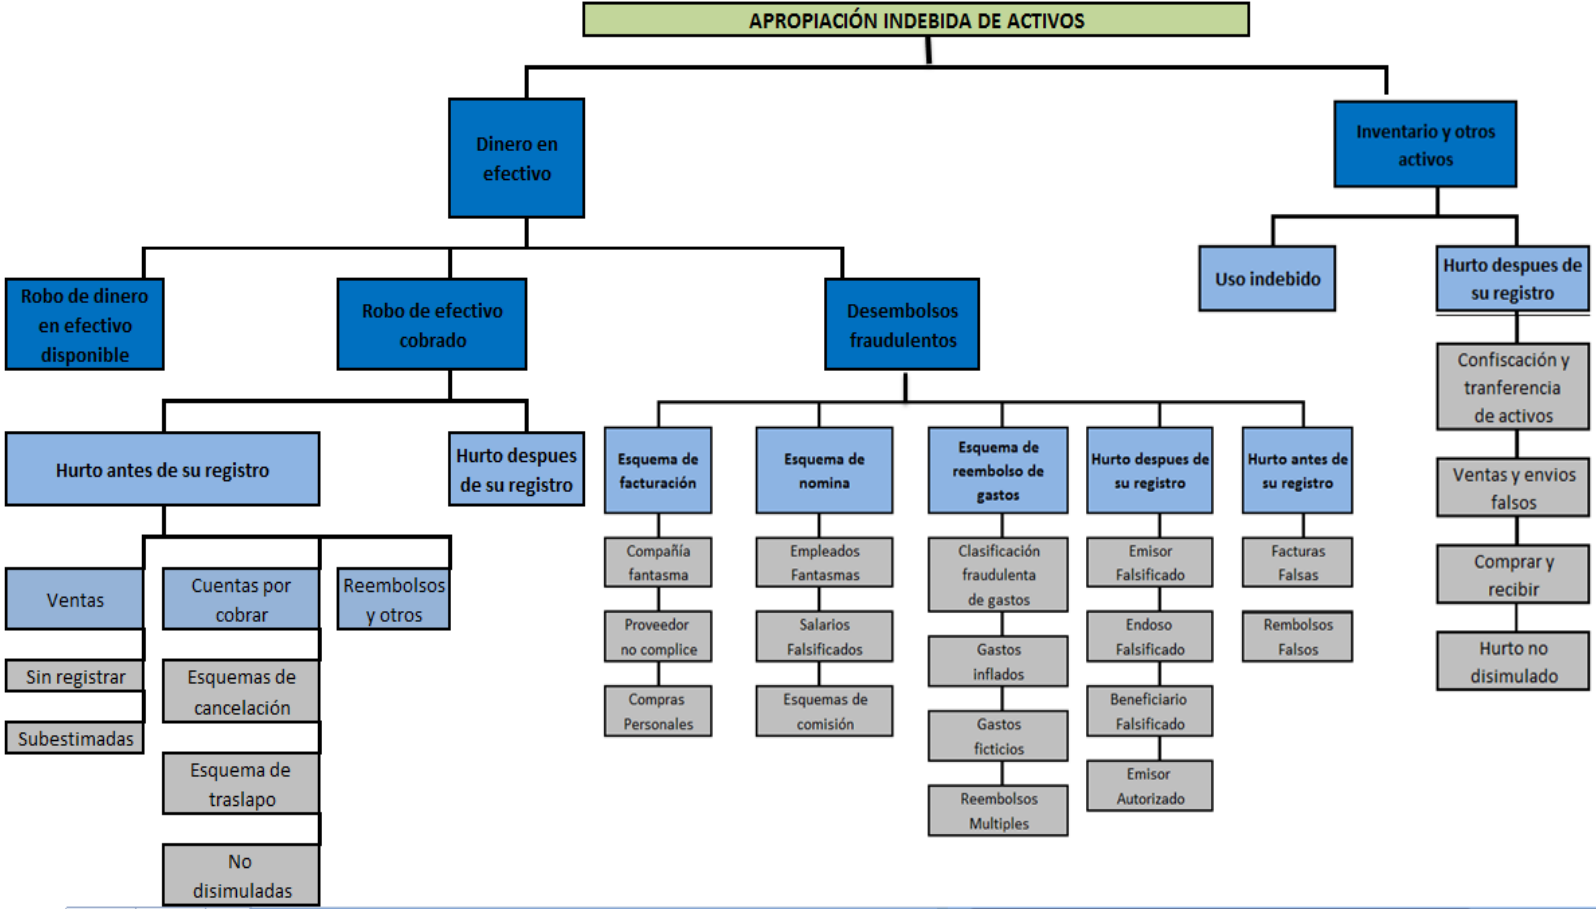 APROPIACIÓN INDEBIDA DE ACTIVOS
Dinero en
efectivo
Inventario y otros
activos
Robo de dinero
en efectivo
disponible
Robo de efectivo
cobrado
Desembolsos
fraudulentos
Uso indebido
Hurto despues de
su registro
Hurto antes de su registro
Hurto despues
de su registro
Ventas
Sin registrar
Subestimadas
Cuentas por
cobrar
Esquemas de
cancelación
Esquema de
traslapo
No
disimuladas
Reembolsos
y otros
Esquema de
facturación
Compañía
fantasma
Proveedor
no complice
Compras
Personales
Esquema de
nomina
Empleados
Fantasmas
Salarios
Falsificados
Esquemas de
comisión
Esquema de
reembolso de
gastos
Clasificación
fraudulenta
de gastos
Gastos
inflados
Gastos
ficticios
Reembolsos
Multiples
Hurto despues de
su registro
Emisor
Falsificado
Endoso
Falsificado
Beneficiario
Falsificado
Emisor
Autorizado
Hurto antes de
su registro
Facturas
Falsas
Rembolsos
Falsos
Confiscación y
tranferencia
de activos
Ventas y envios
falsos
Comprar y
recibir
Hurto no
disimulado